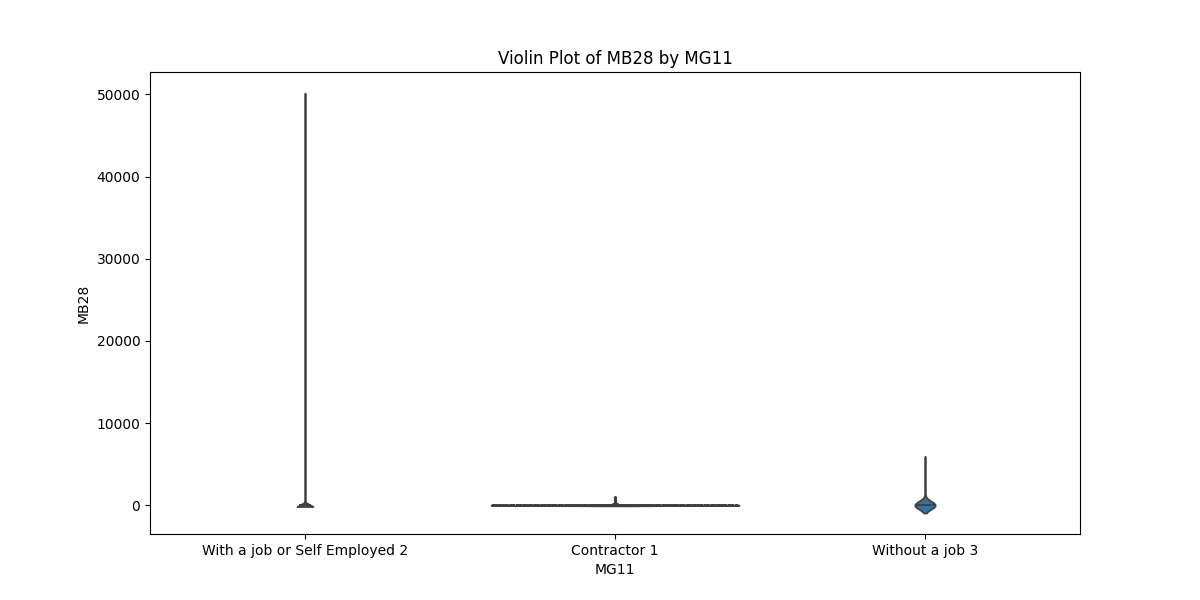 Violin Plot of MB28 by MG11
50000
40000
30000
20000
10000
0
MB28
With a job or Self Employed 2
Contractor 1
Without a job 3
MG11